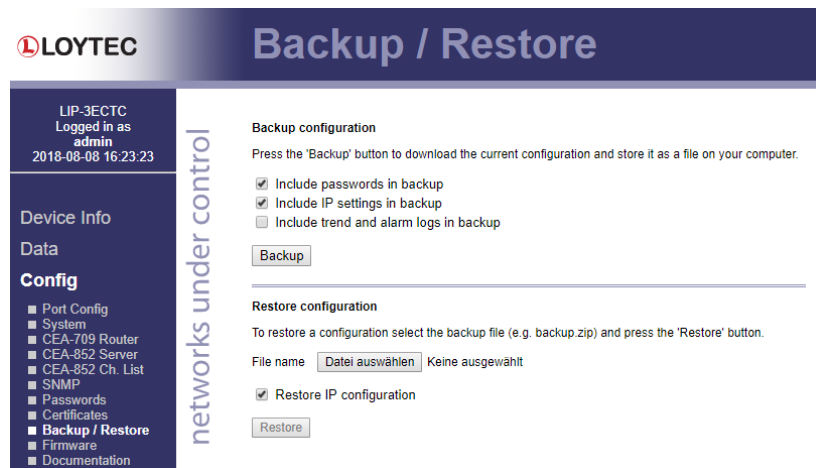 LOYTEC
Backup / Restore
LIP-3ECTC
Logged in as
admin
2018-08-08 16:23:23
Device Info
Data
Config
Port Config
System
CEA-709 Router
CEA-852 Server
CEA-852 Ch. List
SNMP
Passwords
Certificates
Backup / Restore
Firmware
Documentation
networks under control
Backup configuration
Press the 'Backup' button to download the current configuration and store it as a file on your computer.
Include passwords in backup
Include IP settings in backup
Include trend and alarm logs in backup
Backup
Restore configuration
To restore a configuration select the backup file (e.g. backup.zip) and press the 'Restore' button.
File name Datei auswählen Keine ausgewählt
Restore IP configuration
Restore